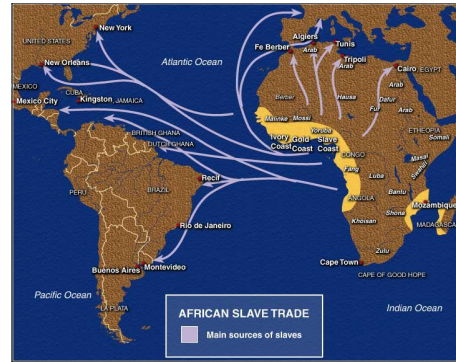 New York
UNITED STATES
Atlantic Ocean
Algiers
Fe Berber
Arab
Tunis
Tripoli
Arab
Cairo, EGYPT
New Orleans
MEXICO
CUBA
Mexico City
Kingston, JAMAICA
Berber
Hausa
Dafur
Fur
Arab
Malinke
Mossi
Yoruba
ETHEOPIA
Somali
Ivory
Coast
Gold
Coast
Slave
Coast
BRITISH GHANA
DUTCH GHANA
CONGO
Fang
Luba
Masai
Swahili
PERU
BRAZIL
Recif
ANGOLA
Bantu
Shona
Mozambique
MADAGASCAR
Khoisan
Rio de Janeiro
Zulu
Buenos Aires
Montevideo
Cape Town
CAPE OF GOOD HOPE
Pacific Ocean
LA PLATA
Indian Ocean
AFRICAN SLAVE TRADE
Main sources of slaves